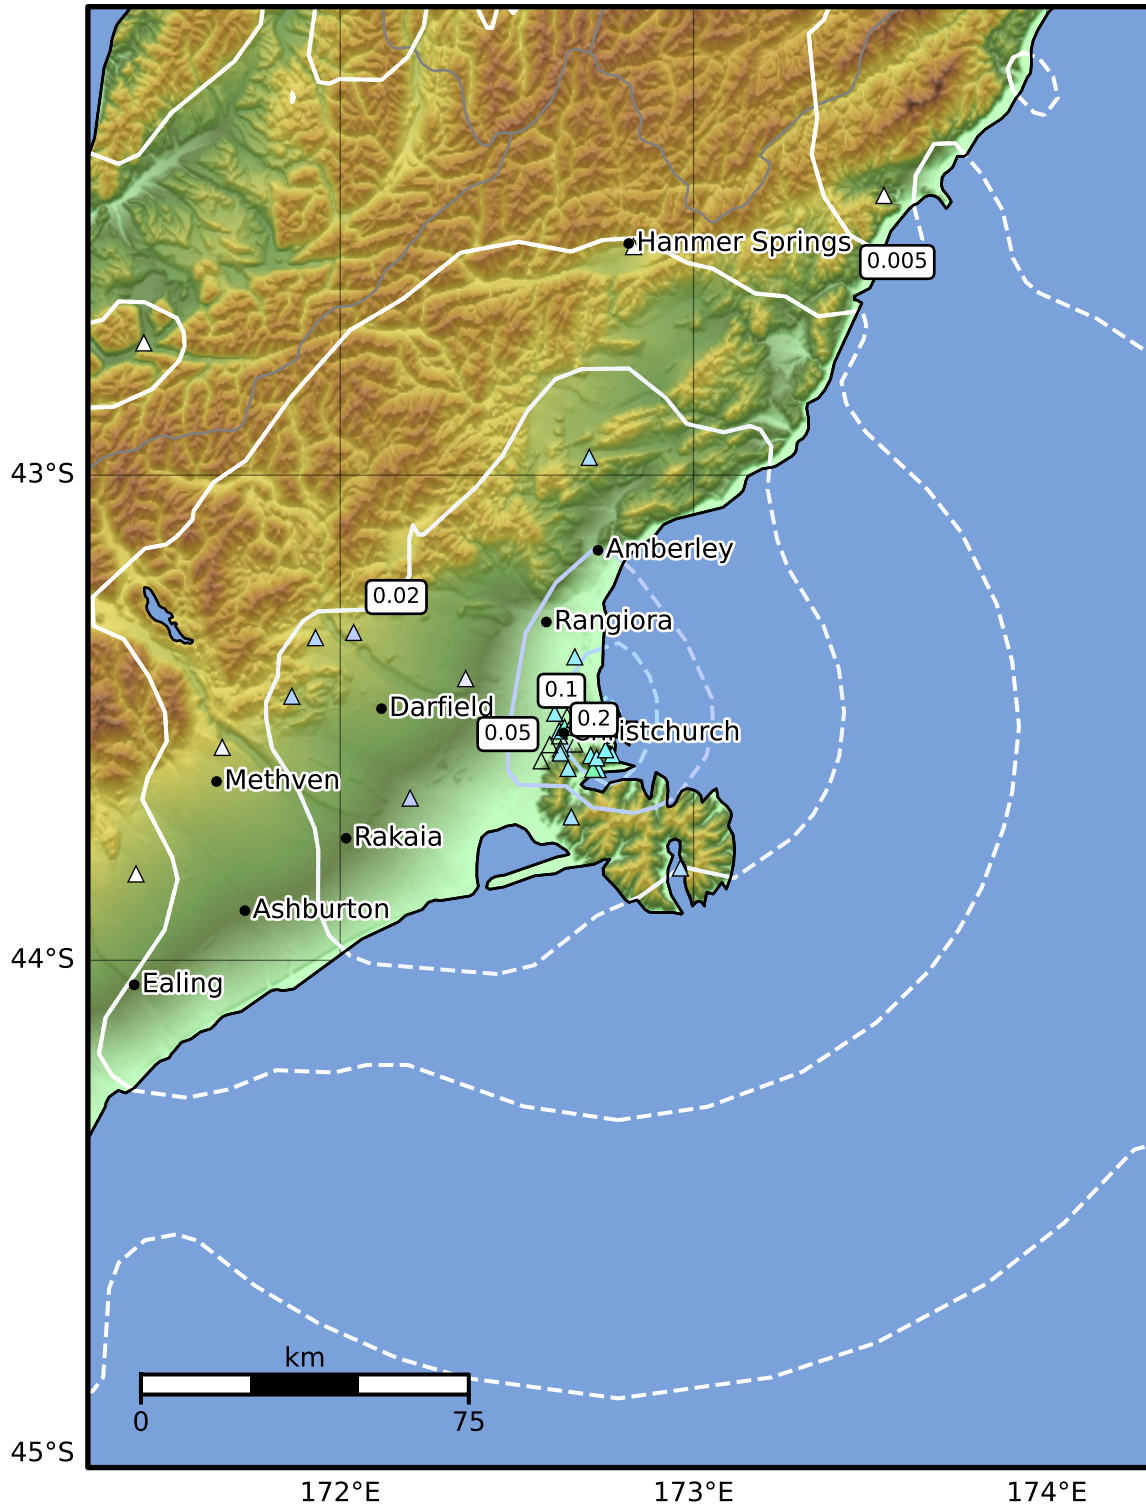 Hanmer Springs
0.005
43°S
Amberley
0.02
Rangiora
0.1
Darfield
0.2
0.05
Christchurch
Methven
Rakaia
Ashburton
44°S
Ealing
km
0
75
45°S
172°E
173°E
174°E